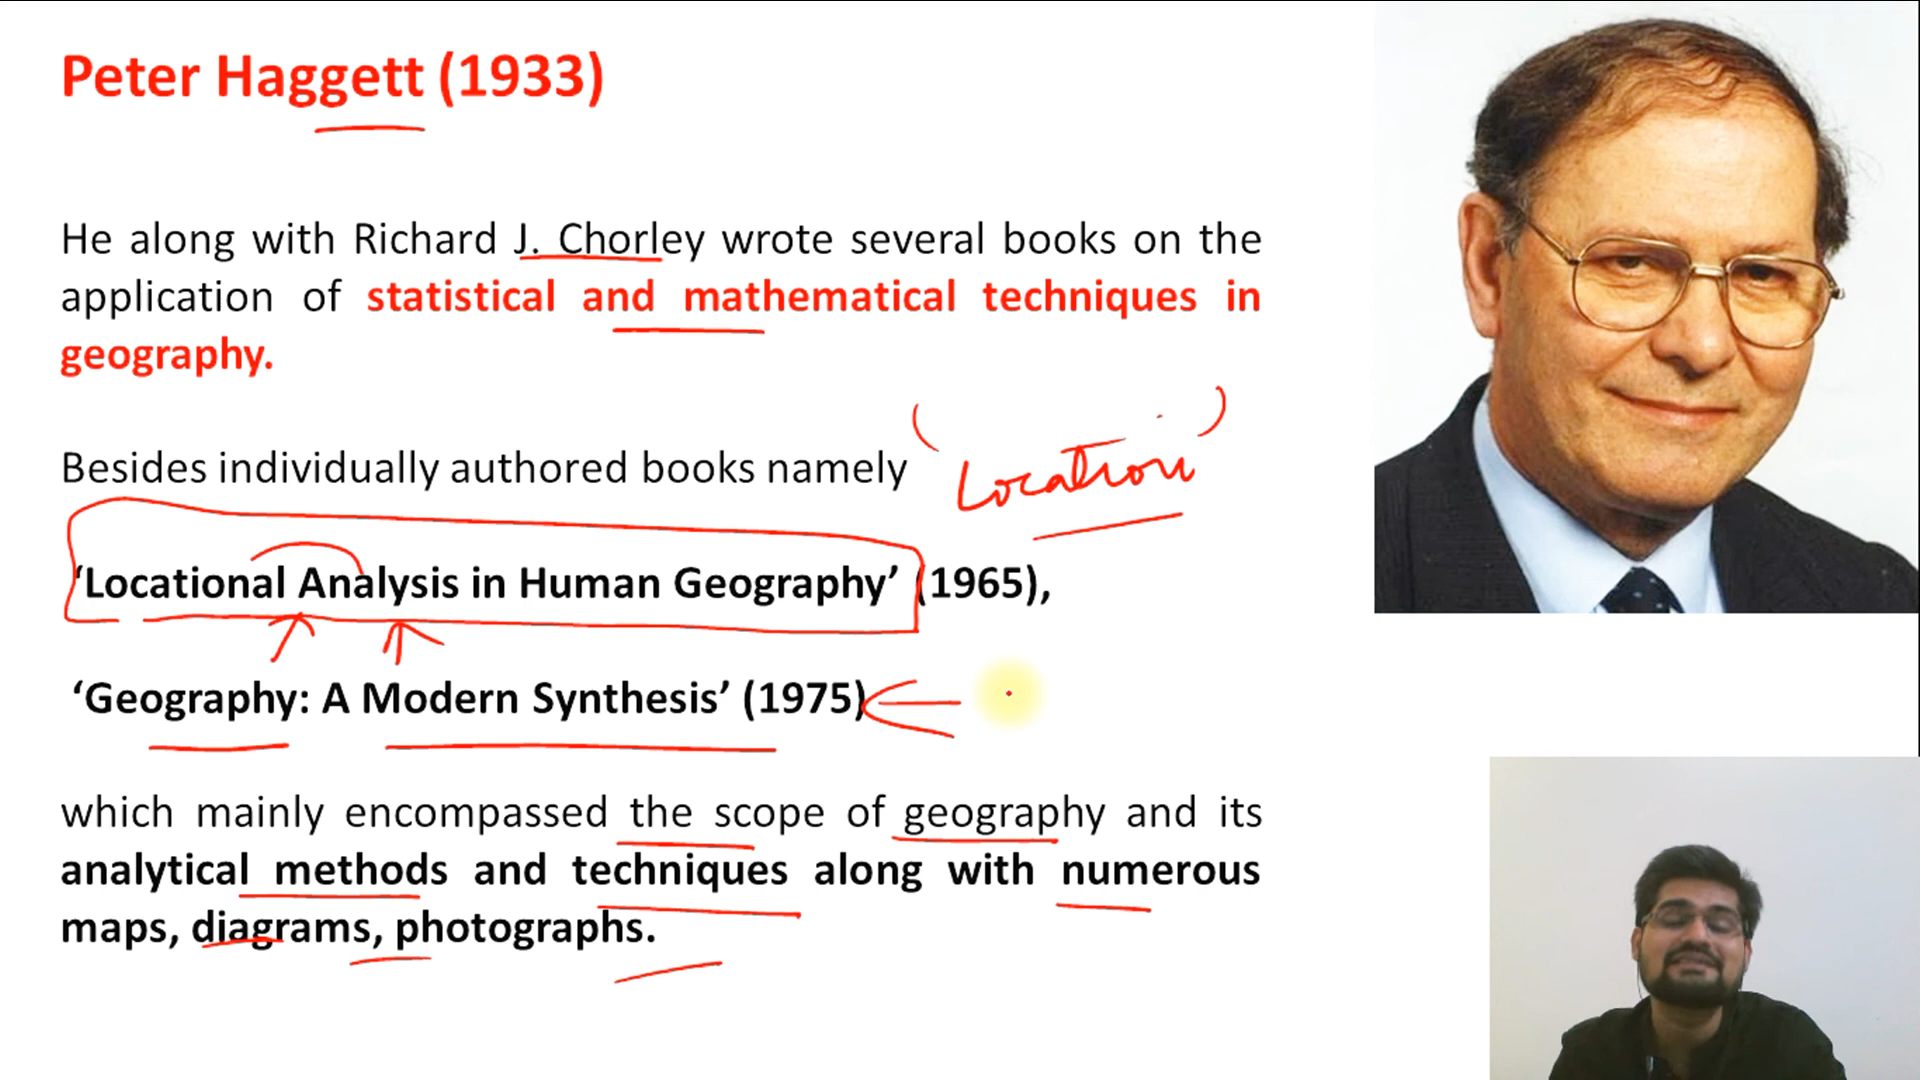 Peter Haggett (1933)
He along with Richard J. Chorley wrote several books on the
application of statistical and mathematical techniques in
geography.
Besides individually authored books namely
Location
‘Locational Analysis in Human Geography’ (1965),
‘Geography: A Modern Synthesis’ (1975)
which mainly encompassed the scope of geography and its
analytical methods and techniques along with numerous
maps, diagrams, photographs.